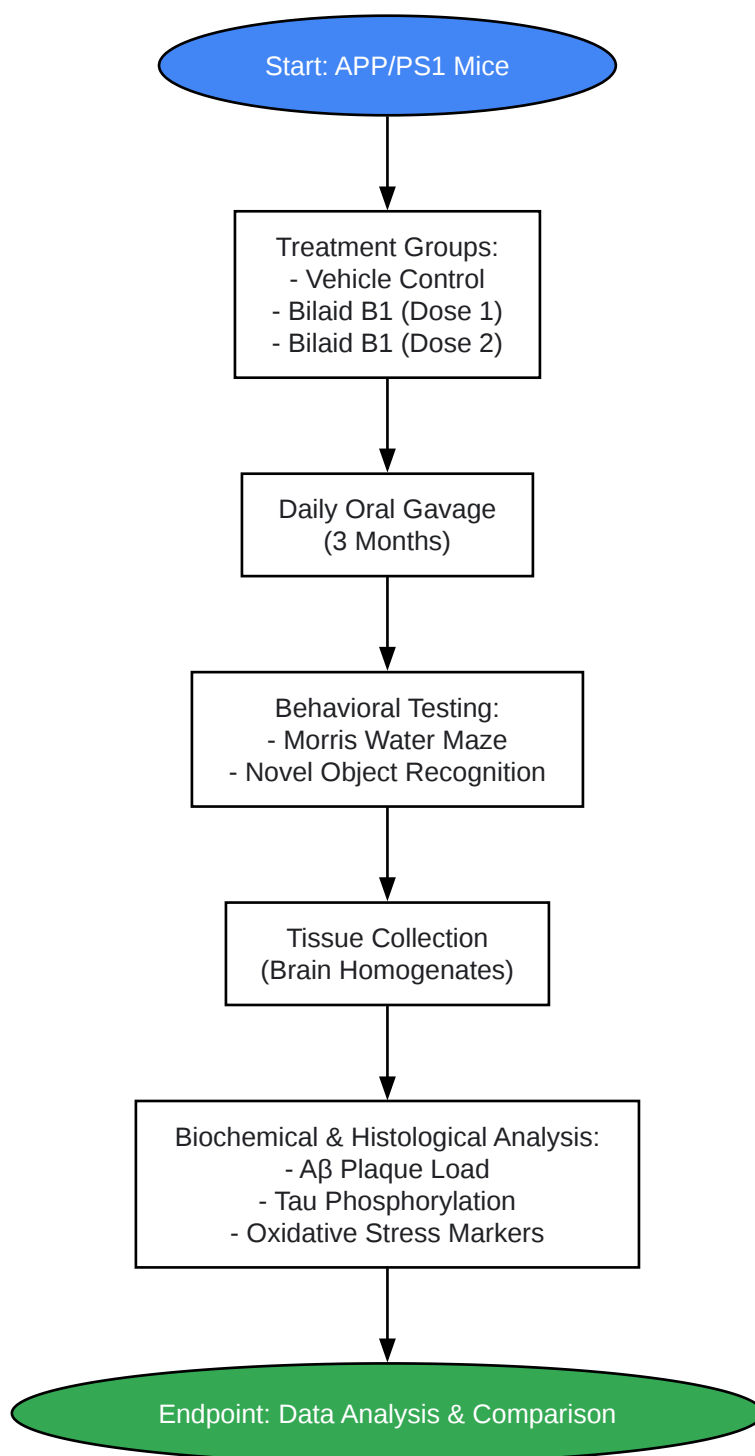 Start: APP/PS1 Mice
Treatment Groups:
- Vehicle Control
- Bilaid B1 (Dose 1)
- Bilaid B1 (Dose 2)
Daily Oral Gavage
(3 Months)
Behavioral Testing:
- Morris Water Maze
- Novel Object Recognition
Tissue Collection
(Brain Homogenates)
Biochemical & Histological Analysis:
- Aβ Plaque Load
- Tau Phosphorylation
- Oxidative Stress Markers
Endpoint: Data Analysis & Comparison